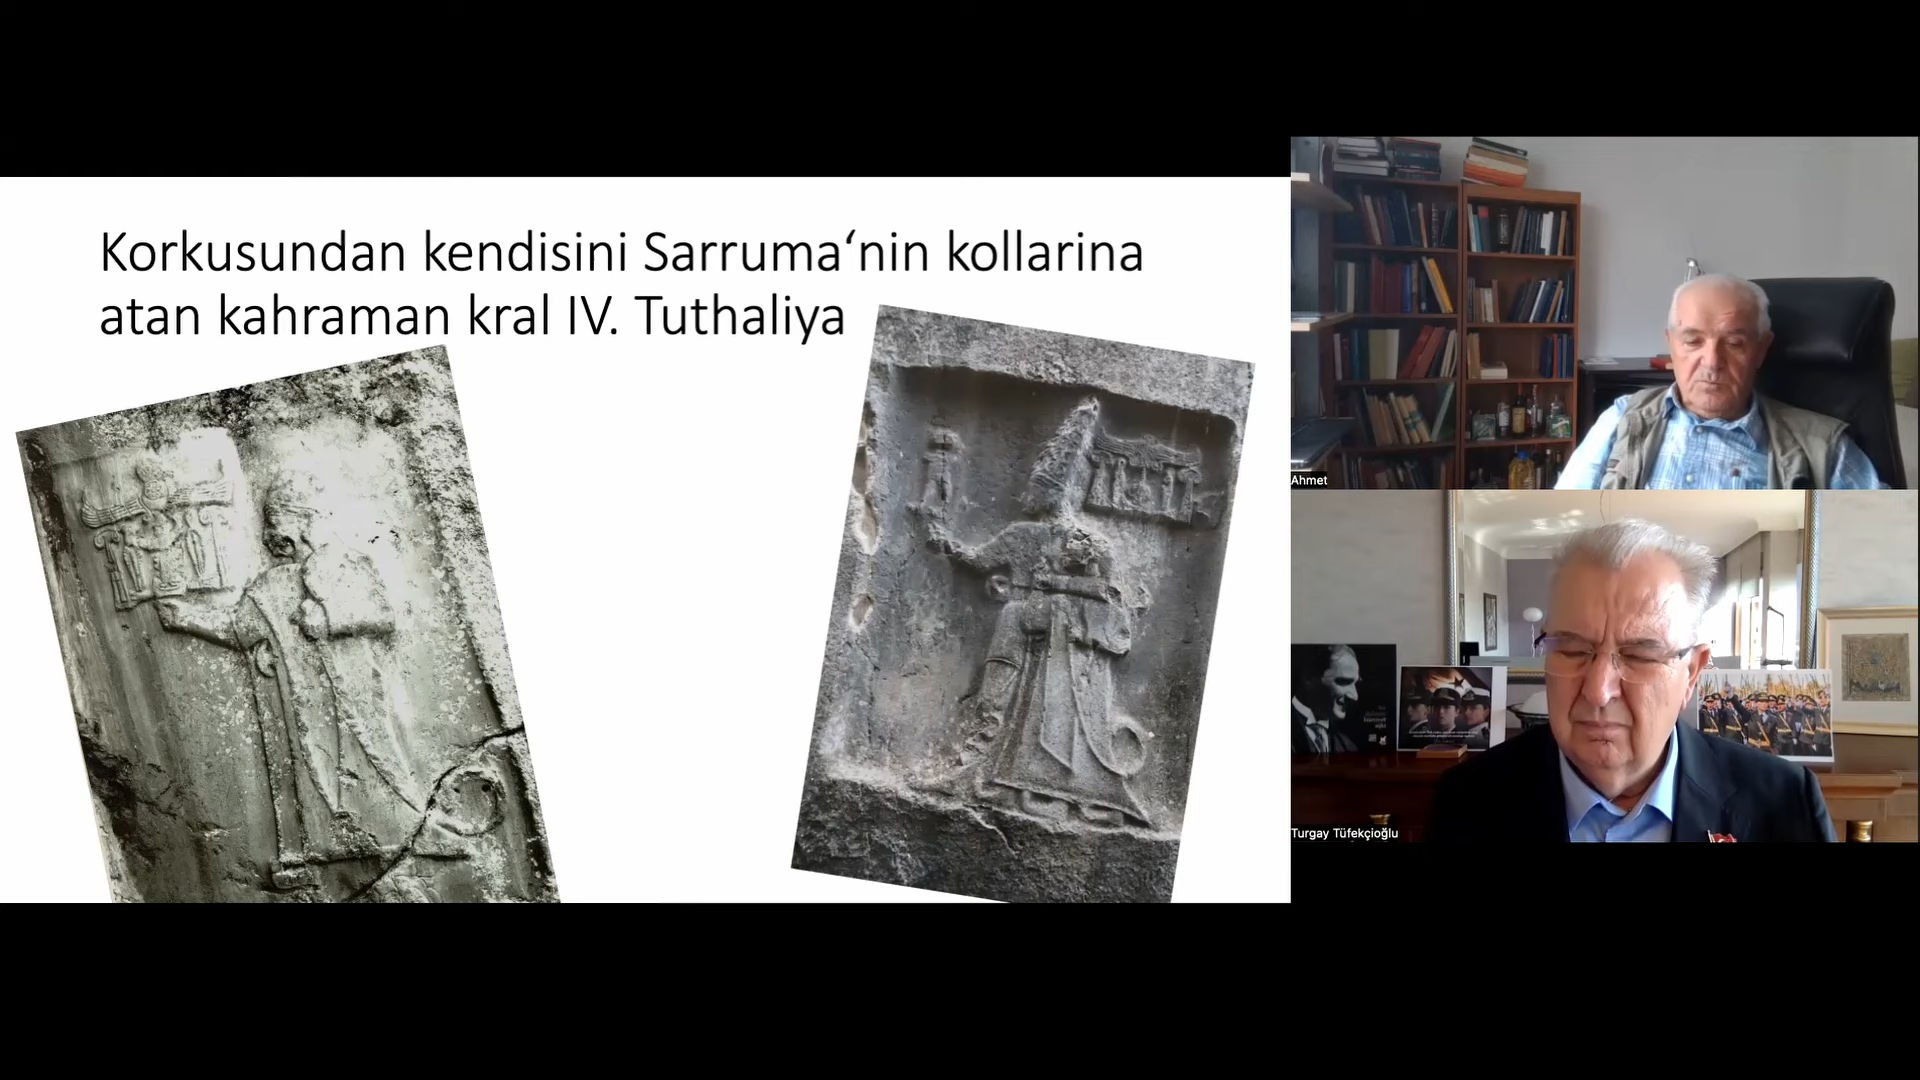 Korkusundan kendisini Sarruma‘nin kollarina
atan kahraman kral IV. Tuthaliya
Ahmet
Turgay Tüfekçioğlu